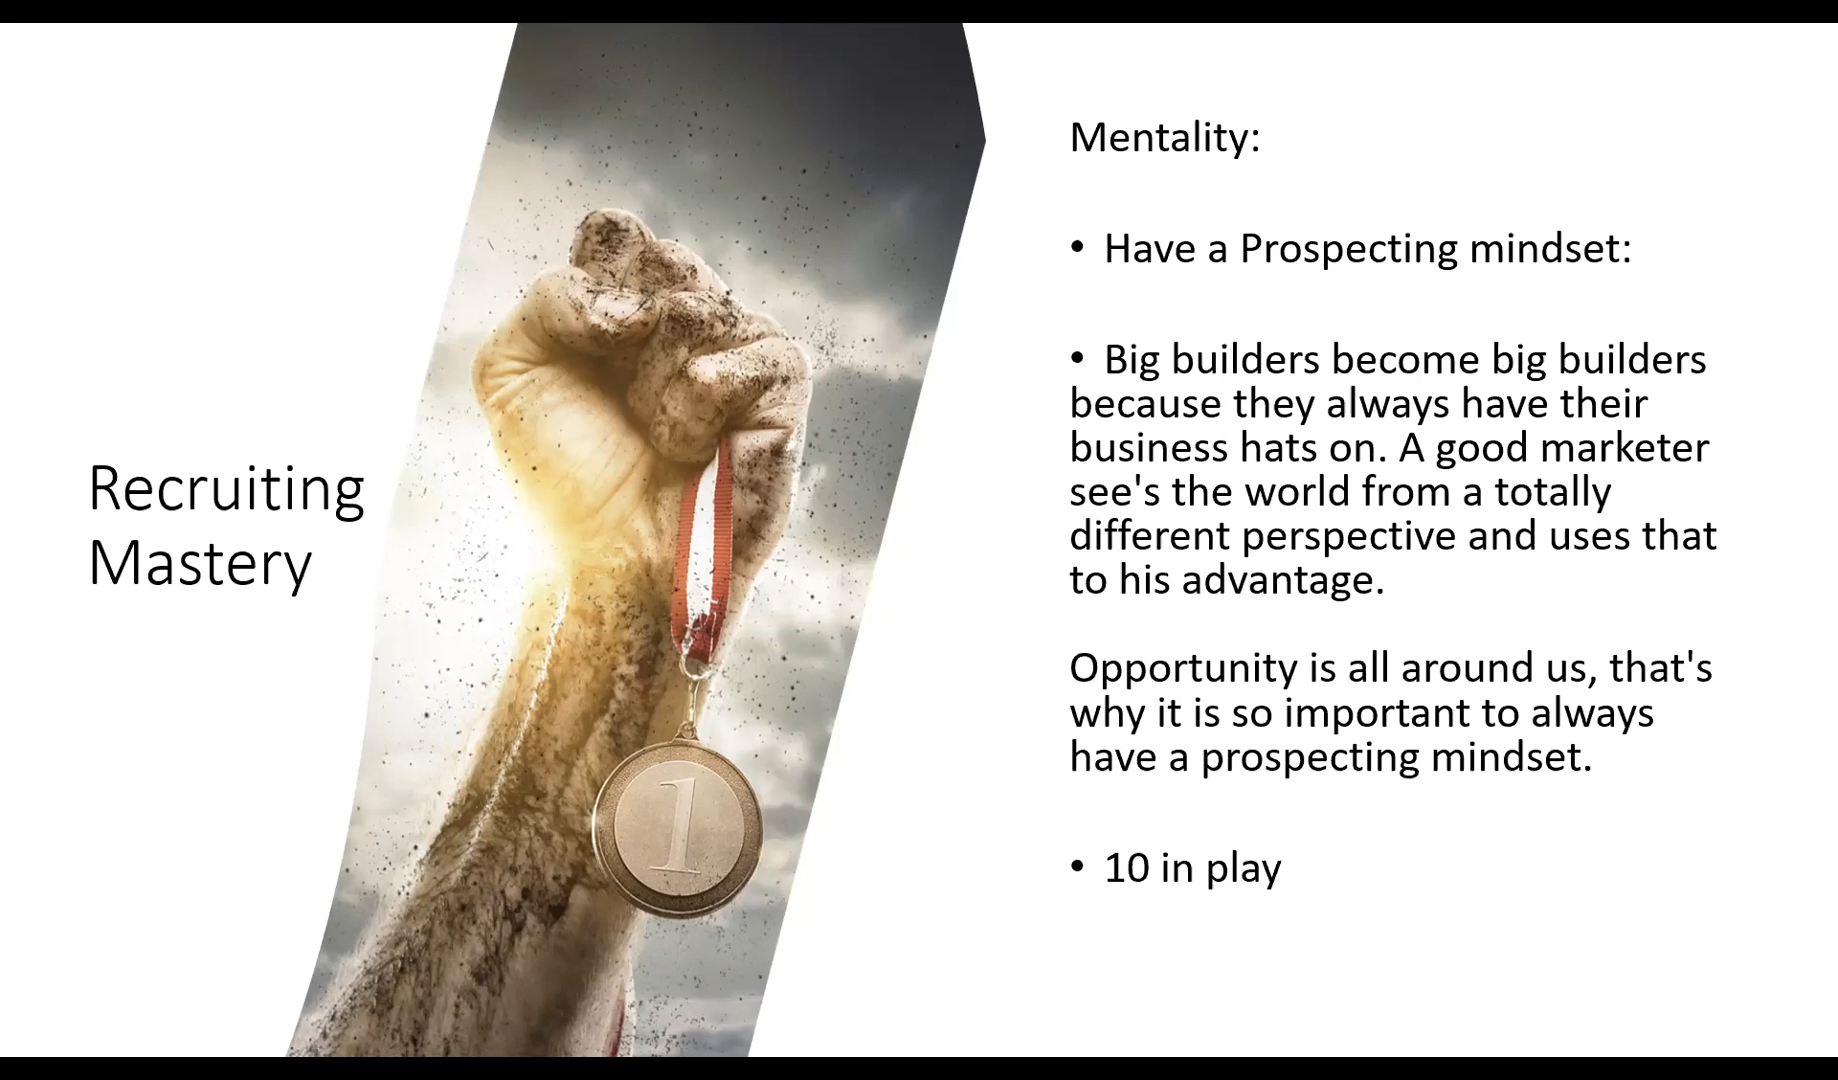 Recruiting
Mastery
Mentality:
• Have a Prospecting mindset:
• Big builders become big builders
because they always have their
business hats on. A good marketer
see's the world from a totally
different perspective and uses that
to his advantage.
Opportunity is all around us, that's
why it is so important to always
have a prospecting mindset.
• 10 in play
1